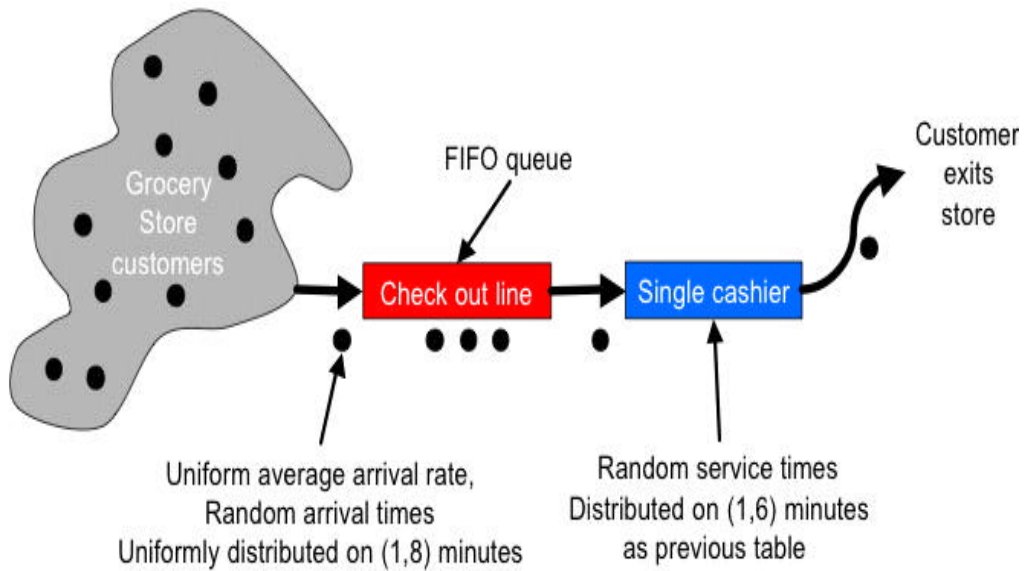 Grocery
Store
customers
FIFO queue
Check out line
Single cashier
Customer
exits
store
Uniform average arrival rate,
Random arrival times
Uniformly distributed on (1,8) minutes
Random service times
Distributed on (1,6) minutes
as previous table